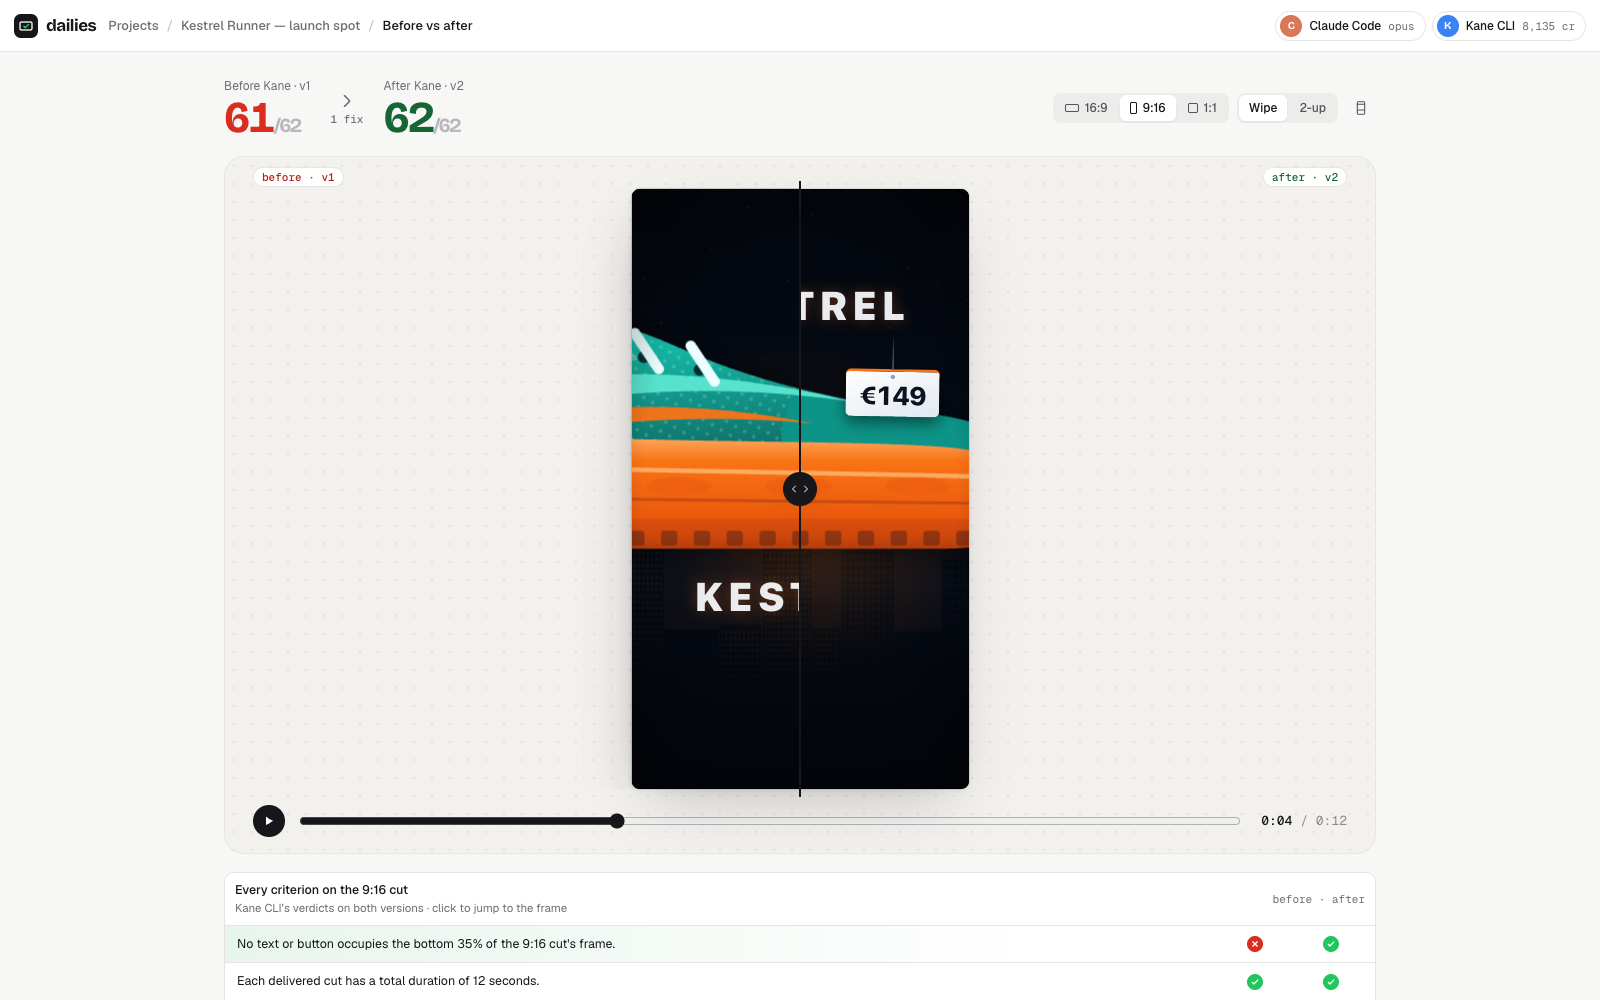 dailies Projects / Kestrel Runner — launch spot / Before vs after
C Claude Code opus K Kane CLI 8,135 cr
Before Kane · v1
61/62
1 fix
After Kane · v2
62/62
16:9 9:16 1:1 Wipe 2-up
before · v1
after · v2
TREL
€149
KEST
0:04 / 0:12
Every criterion on the 9:16 cut
Kane CLI's verdicts on both versions · click to jump to the frame
before · after
No text or button occupies the bottom 35% of the 9:16 cut's frame.
Each delivered cut has a total duration of 12 seconds.